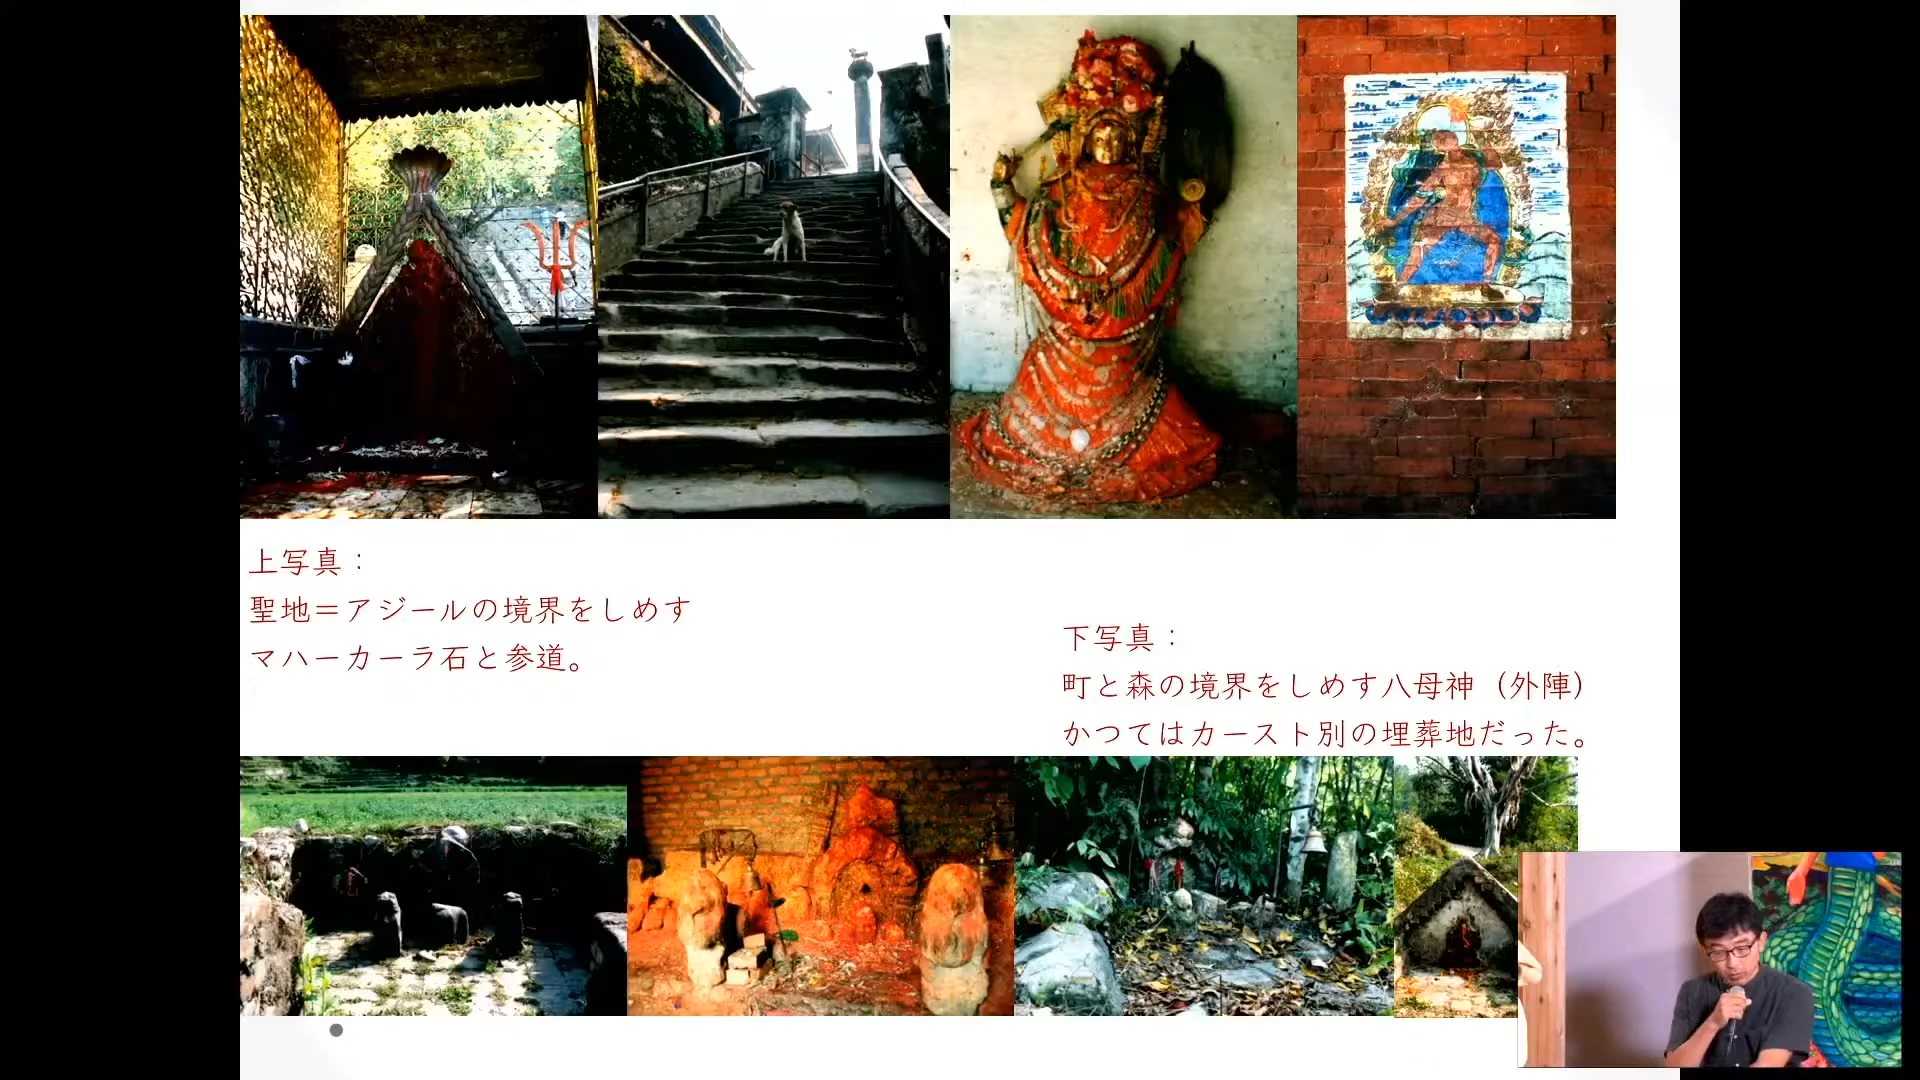 上写真：
聖地＝アジールの境界をしめす
マハーカーラ石と参道。
下写真：
町と森の境界をしめす八母神（外陣）
かつてはカースト別の埋葬地だった。